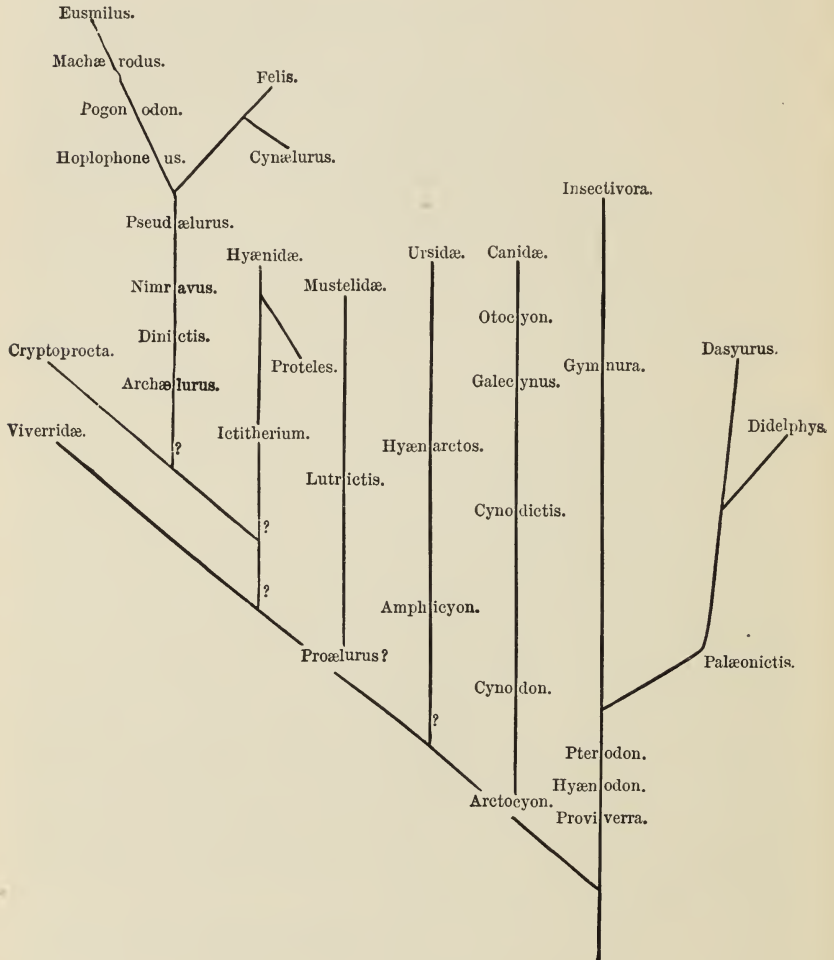 Eusmilus.
Machærodus.
Felis.
Pogonodon.
Hoplophoneus.
Cynælurus.
Insectivora.
Pseudælurus.
Hyænidæ.
Ursidæ.
Canidæ.
Nimravus.
Mustelidæ.
Otocyon.
Dinictis.
Cryptoprocta.
Dasyurus.
Proteles.
Gymnura.
Archælurus.
Galecynus.
Viverridæ.
Ictitherium.
Didelphys.
?
Hyænarctos.
Lutrictis.
Cynodictis.
?
?
Amphicyon.
Proælurus?
Palæonictis.
Cynodon.
?
Pterodon.
Hyænodon.
Arctocyon.
Proviverra.